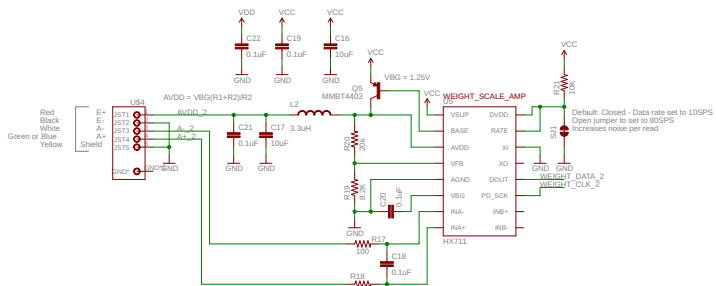 VDD
VCC
VCC
C22
0.1uF
C19
0.1uF
C16
10uF
GND
GND
GND
VCC
Q5
MMBT4403
VBG = 1.25V
VCC
WEIGHT_SCALE_AMP
U5
VCC
R21
10K
U$4
AVDD = VBG(R1+R2)/R2
AVDD_2
L2
3.3uH
Red
Black
White
Green or Blue
Yellow
E+
E-
A-
A+
Shield
JST1
JST2
JST3
JST4
JST5
GND*
GND*
GND
A-_2
A+_2
C21
0.1uF
C17
10uF
GND
GND
R20
20k
R19
8.2K
C20
0.1uF
GND
VSUP
BASE
AVDD
VFB
AGND
VBG
INA-
INA+
DVDD
RATE
XI
XO
DOUT
PD_SCK
INB+
INB-
HX711
GND
GND
SJ1
Default: Closed - Data rate set to 10SPS
Open jumper to set to 80SPS
Increases noise per read
WEIGHT_DATA_2
WEIGHT_CLK_2
R17
100
C18
0.1uF
R18